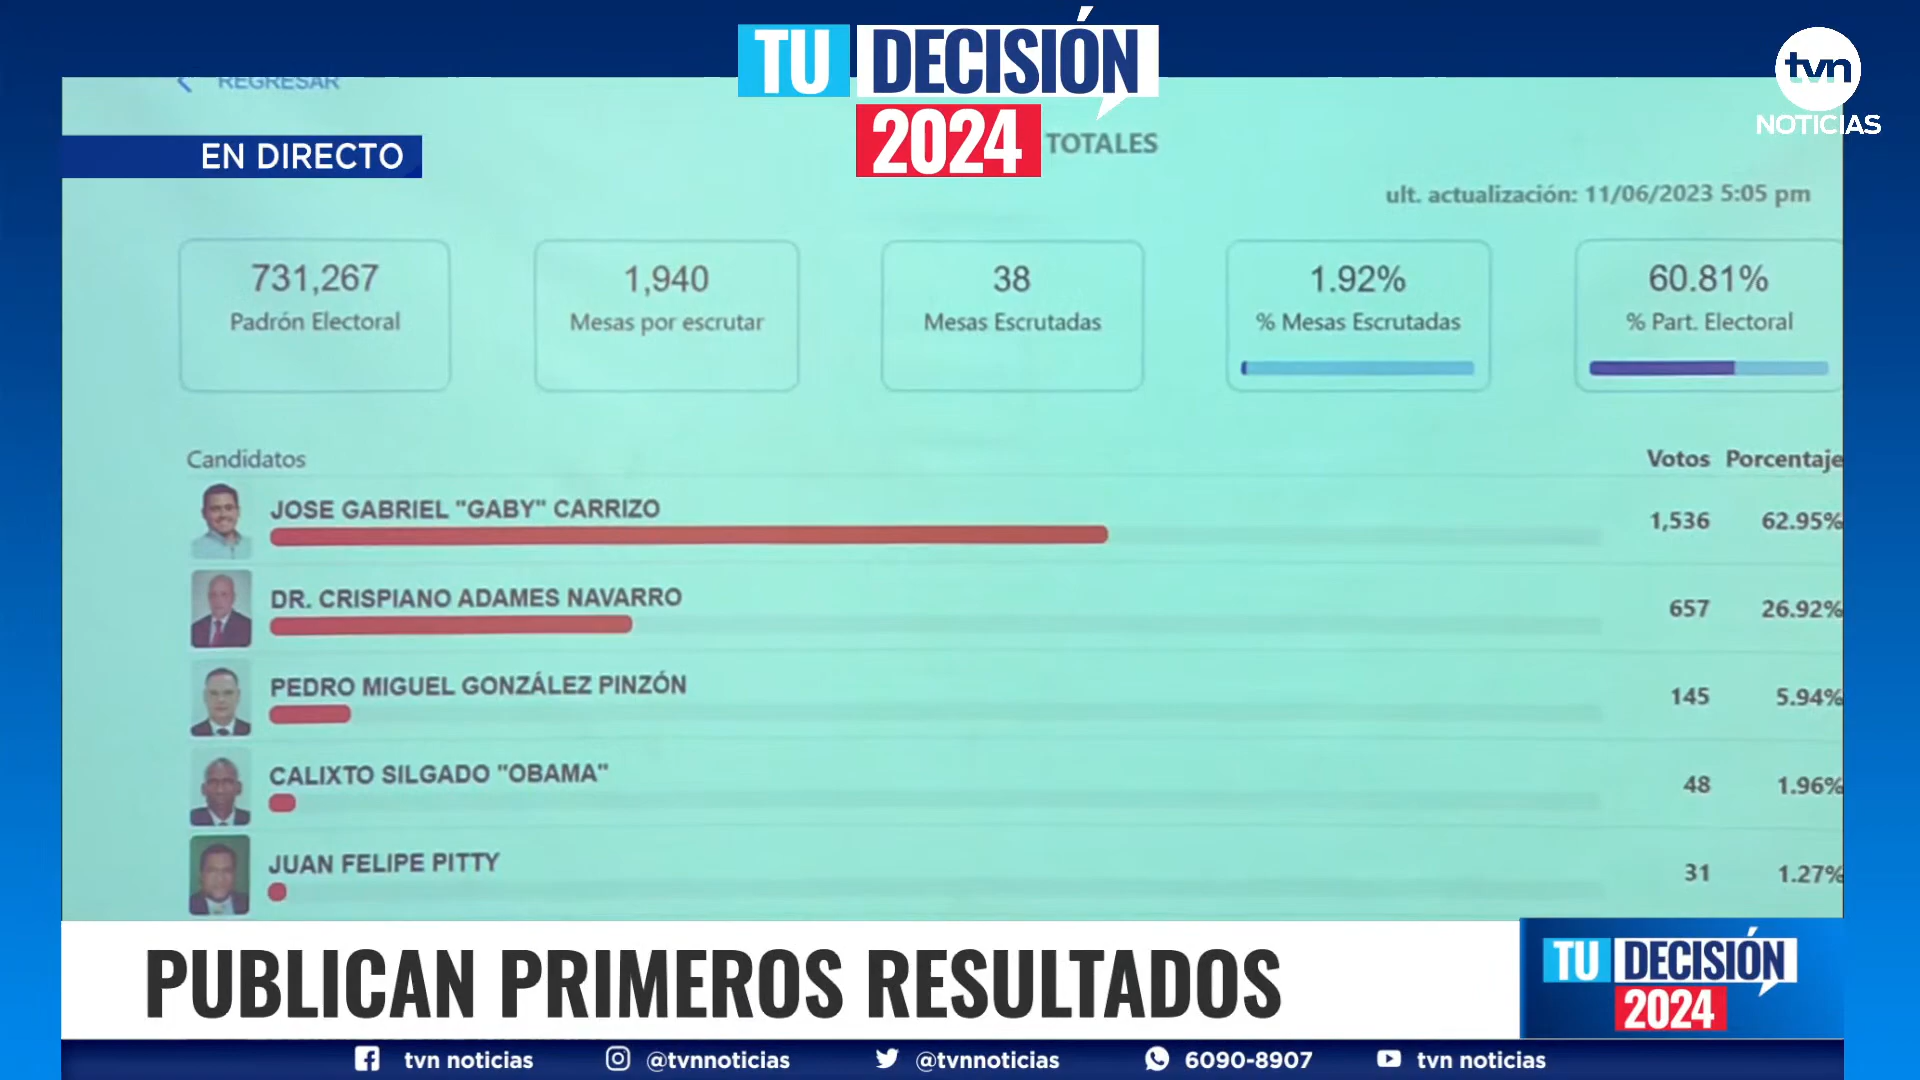 TU DECISIÓN
2024
tvn
NOTICIAS
REGRESAR
EN DIRECTO
TOTALES
ult. actualización: 11/06/2023 5:05 pm
731,267
Padrón Electoral
1,940
Mesas por escrutar
38
Mesas Escrutadas
1.92%
% Mesas Escrutadas
60.81%
% Part. Electoral
Candidatos Votos Porcentaje
JOSE GABRIEL "GABY" CARRIZO 1,536 62.95%
DR. CRISPIANO ADAMES NAVARRO 657 26.92%
PEDRO MIGUEL GONZÁLEZ PINZÓN 145 5.94%
CALIXTO SILGADO "OBAMA" 48 1.96%
JUAN FELIPE PITTY 31 1.27%
PUBLICAN PRIMEROS RESULTADOS
TU DECISIÓN
2024
tvn noticias @tvnnoticias @tvnnoticias 6090-8907 tvn noticias